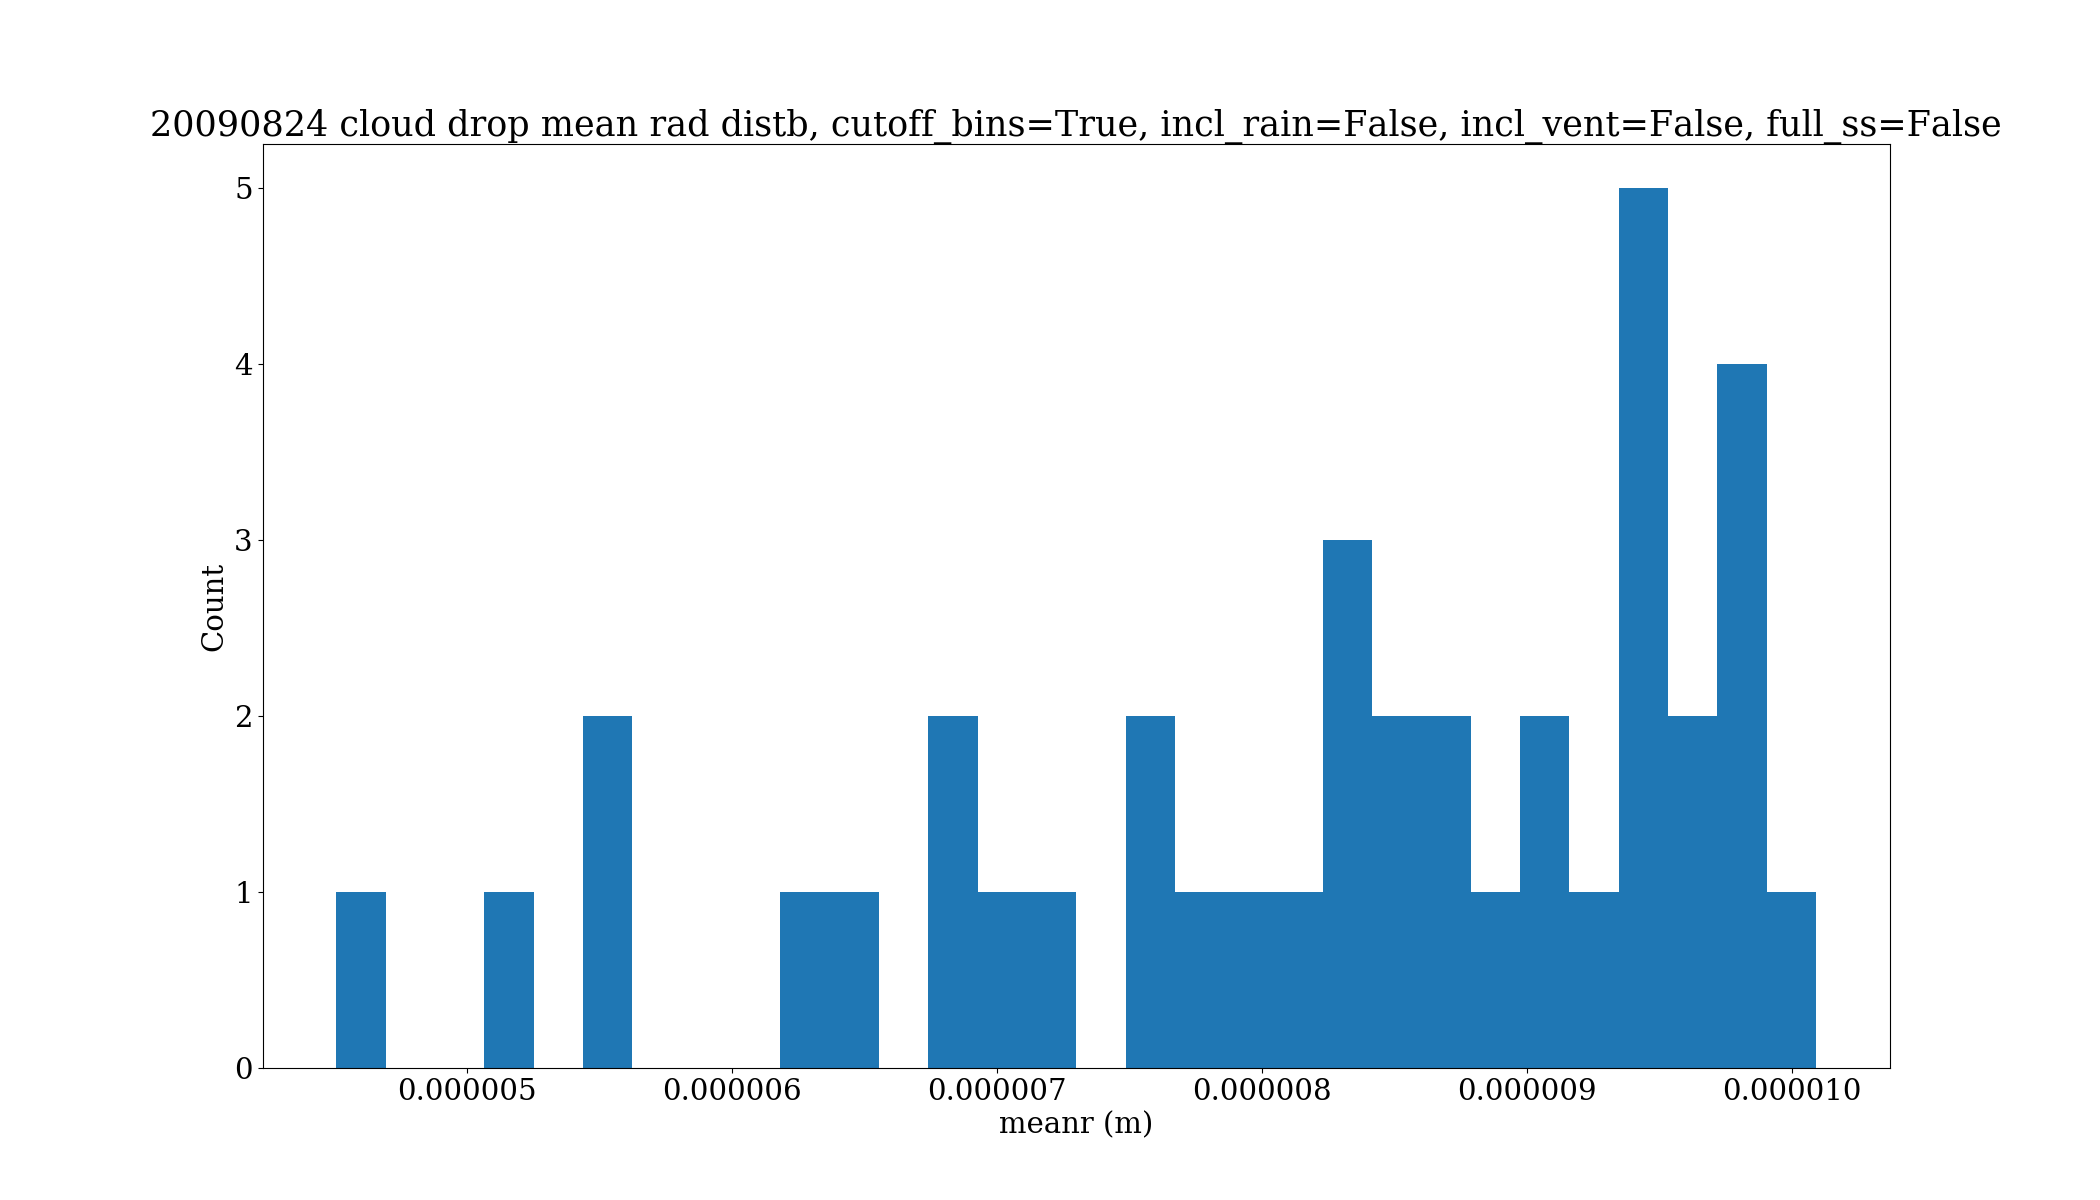 20090824 cloud drop mean rad distb, cutoff_bins=True, incl_rain=False, incl_vent=False, full_ss=False
5
4
3
2
1
0
Count
0.000005 0.000006 0.000007 0.000008 0.000009 0.000010
meanr (m)